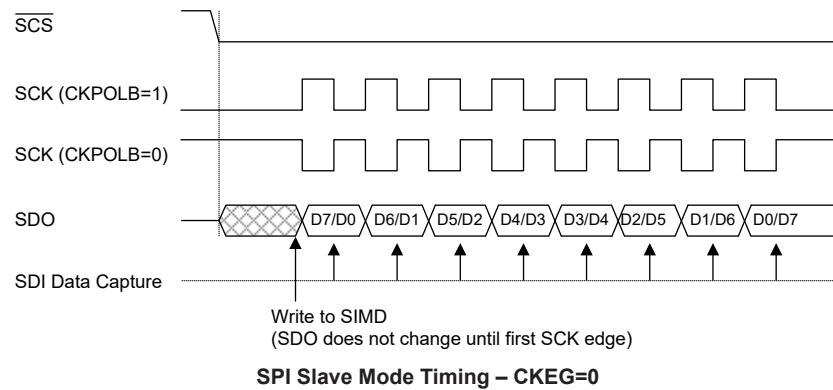 SCS
SCK (CKPOLB=1)
SCK (CKPOLB=0)
SDO
D7/D0 D6/D1 D5/D2 D4/D3 D3/D4 D2/D5 D1/D6 D0/D7
SDI Data Capture
Write to SIMD
(SDO does not change until first SCK edge)
SPI Slave Mode Timing – CKEG=0